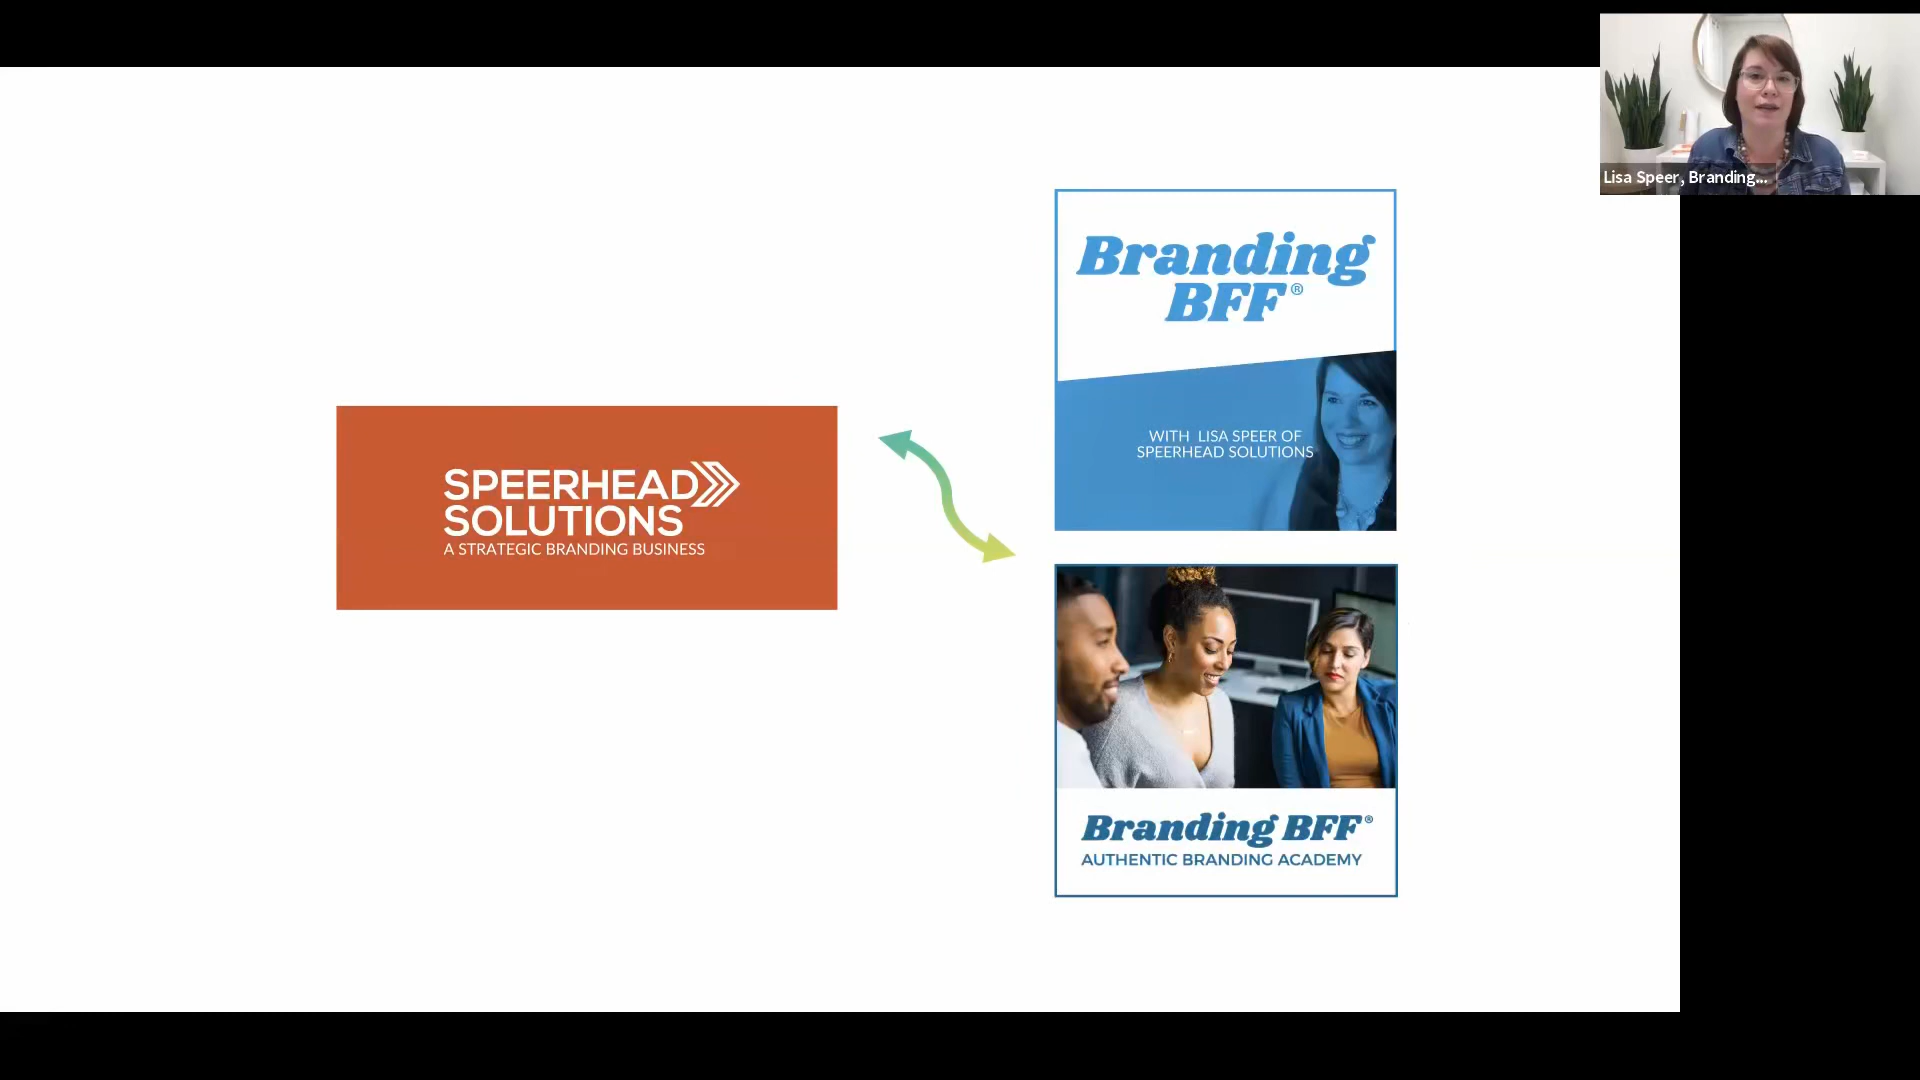 Lisa Speer, Branding...
Branding
BFF®
WITH LISA SPEER OF
SPEERHEAD SOLUTIONS
SPEERHEAD
SOLUTIONS
A STRATEGIC BRANDING BUSINESS
Branding BFF®
AUTHENTIC BRANDING ACADEMY